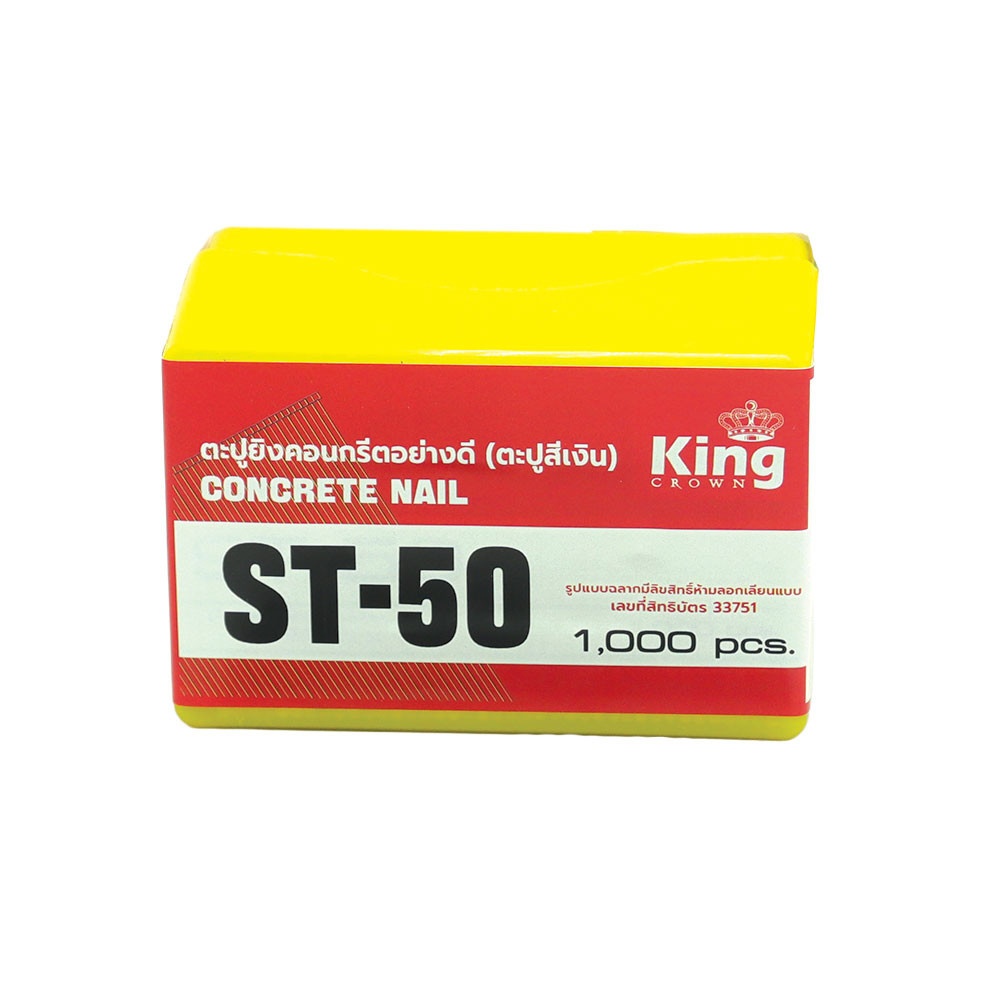 ตะปูยิงคอนกรีตอย่างดี (ตะปูสีเงิน)
CONCRETE NAIL
King
CROWN
ST-50
รูปแบบฉลากมีลิขสิทธิ์ห้ามลอกเลียนแบบ
เลขที่สิทธิบัตร 33751
1,000 pcs.